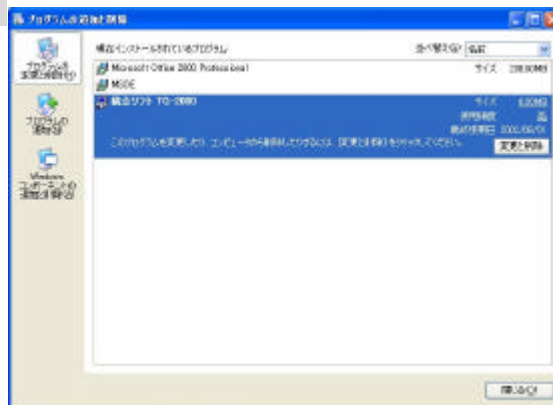 プログラムの追加と削除
現在インストールされているプログラム
並べ替え(S): 名前
プログラムの
変更と削除(H)
Microsoft Office 2000 Professional
サイズ
MSDE
TG-2000
サイズ
使用頻度
最終使用日
このプログラムを変更したり、コンピュータから削除したりするには、[変更と削除]をクリックしてください。
変更と削除
プログラムの
追加(N)
Windows
コンポーネントの
追加と削除(A)
閉じる(C)